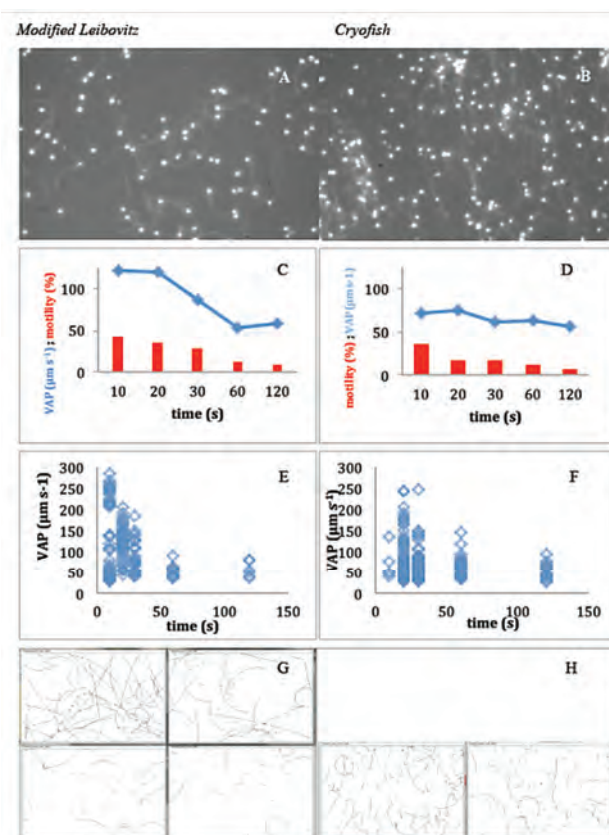 Modified Leibovitz
Cryofish
A
B
C
VAP (µm s-1) ; motility (%)
100
50
0
10 20 30 60 120
time (s)
D
motility (%) ; VAP(µm s-1)
100
50
0
10 20 30 60 120
time (s)
E
VAP (µm s-1)
300
250
200
150
100
50
0
0 50 100 150
time (s)
F
VAP (µm s-1)
300
250
200
150
100
50
0
0 50 100 150
time (s)
G
H